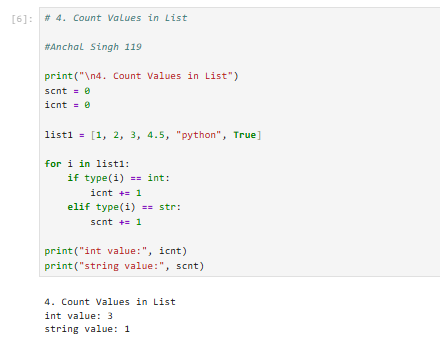 [6]: # 4. Count Values in List
#Anchal Singh 119
print("\n4. Count Values in List")
scnt = 0
icnt = 0
list1 = [1, 2, 3, 4.5, "python", True]
for i in list1:
    if type(i) == int:
        icnt += 1
    elif type(i) == str:
        scnt += 1
print("int value:", icnt)
print("string value:", scnt)
4. Count Values in List
int value: 3
string value: 1